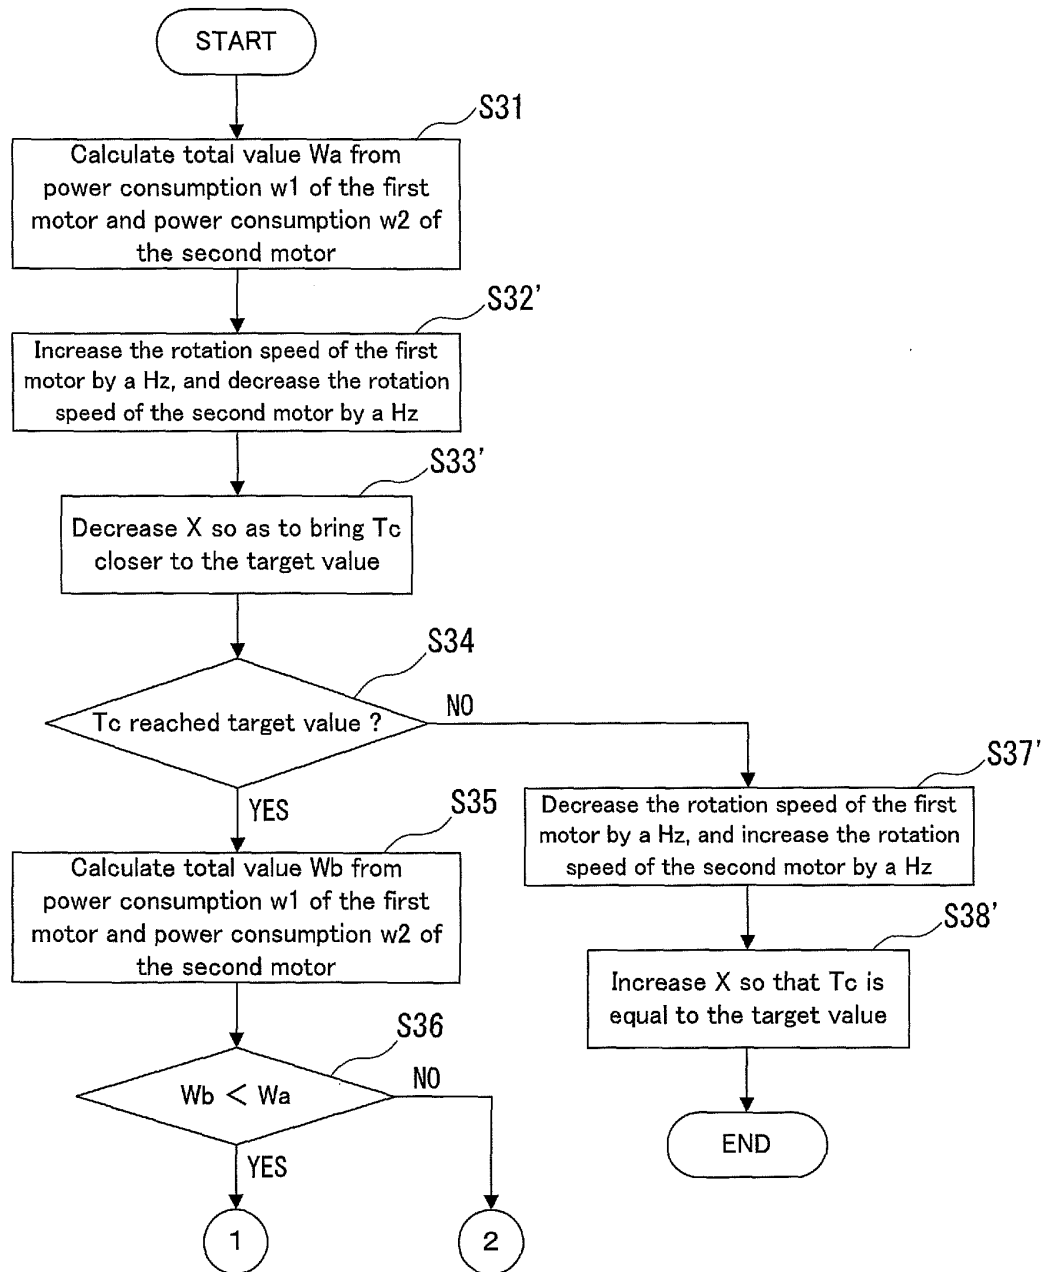 START
S31
Calculate total value Wa from
power consumption w1 of the first
motor and power consumption w2 of
the second motor
S32'
Increase the rotation speed of the first
motor by a Hz, and decrease the rotation
speed of the second motor by a Hz
S33'
Decrease X so as to bring Tc
closer to the target value
S34
Tc reached target value ?
NO
YES
S37'
Decrease the rotation speed of the first
motor by a Hz, and increase the rotation
speed of the second motor by a Hz
S35
Calculate total value Wb from
power consumption w1 of the first
motor and power consumption w2 of
the second motor
S38'
Increase X so that Tc is
equal to the target value
S36
Wb < Wa
NO
YES
END
1
2